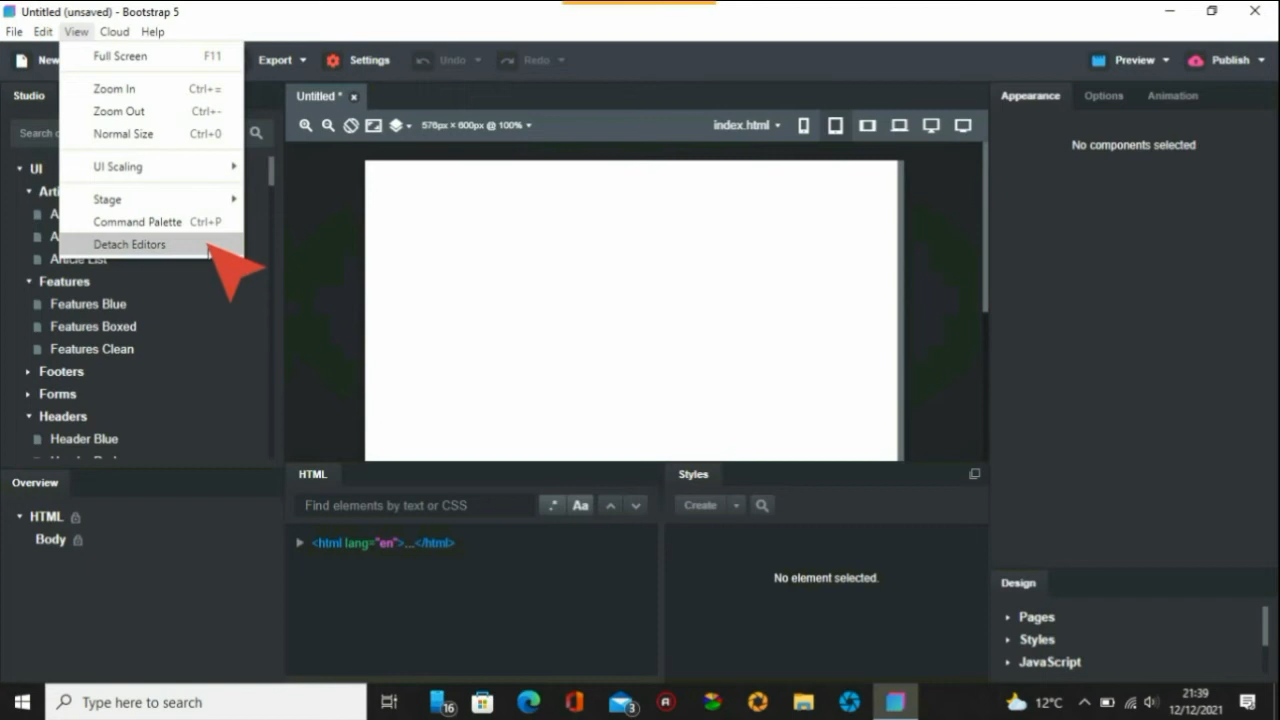 Untitled (unsaved) - Bootstrap 5
File Edit View Cloud Help
New Export Settings Undo Redo Preview Publish
Full Screen F11
Zoom In Ctrl+=
Zoom Out Ctrl+-
Normal Size Ctrl+0
UI Scaling
Stage
Command Palette Ctrl+P
Detach Editors
Studio
UI
Article List
Features
Features Blue
Features Boxed
Features Clean
Footers
Forms
Headers
Header Blue
Overview
HTML
Body
Untitled *
576px × 600px @ 100%
index.html
HTML
Find elements by text or CSS
.* Aa
<html lang="en">...</html>
Styles
Create
No element selected.
Appearance Options Animation
No components selected
Design
Pages
Styles
JavaScript
Type here to search
16
3
12°C
21:39
12/12/2021